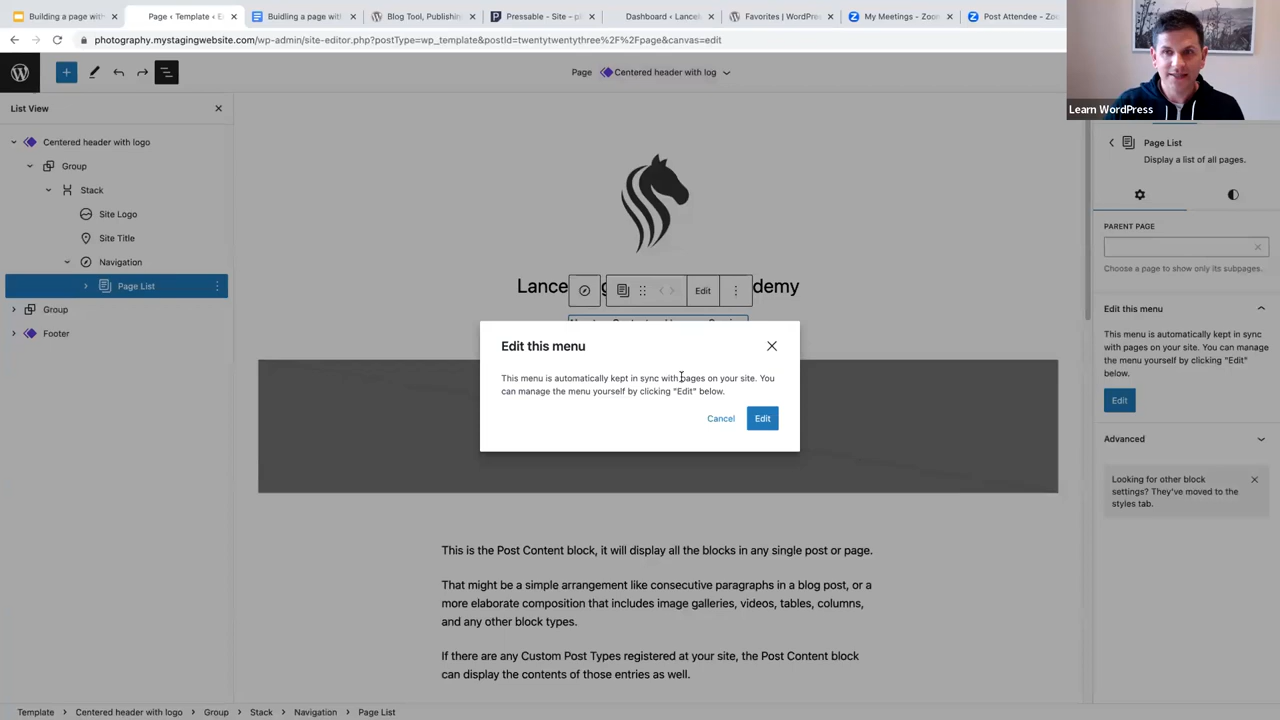 Building a page with
Page ‹ Template ‹ E
Buidling a page with
Blog Tool, Publishing
Pressable - Site - pl
Dashboard ‹ Lancel
Favorites | WordPres
My Meetings - Zoom
Post Attendee - Zoo
photography.mystagingwebsite.com/wp-admin/site-editor.php?postType=wp_template&postId=twentytwentythree%2F%2Fpage&canvas=edit
Page Centered header with log
Learn WordPress
List View
Centered header with logo
Group
Stack
Site Logo
Site Title
Navigation
Page List
Group
Footer
Lance
demy
Edit
Edit this menu
This menu is automatically kept in sync with pages on your site. You
can manage the menu yourself by clicking "Edit" below.
Cancel Edit
This is the Post Content block, it will display all the blocks in any single post or page.
That might be a simple arrangement like consecutive paragraphs in a blog post, or a
more elaborate composition that includes image galleries, videos, tables, columns,
and any other block types.
If there are any Custom Post Types registered at your site, the Post Content block
can display the contents of those entries as well.
Page List
Display a list of all pages.
PARENT PAGE
Choose a page to show only its subpages.
Edit this menu
This menu is automatically kept in sync
with pages on your site. You can manage
the menu yourself by clicking "Edit"
below.
Edit
Advanced
Looking for other block
settings? They've moved to the
styles tab.
Template Centered header with logo Group Stack Navigation Page List